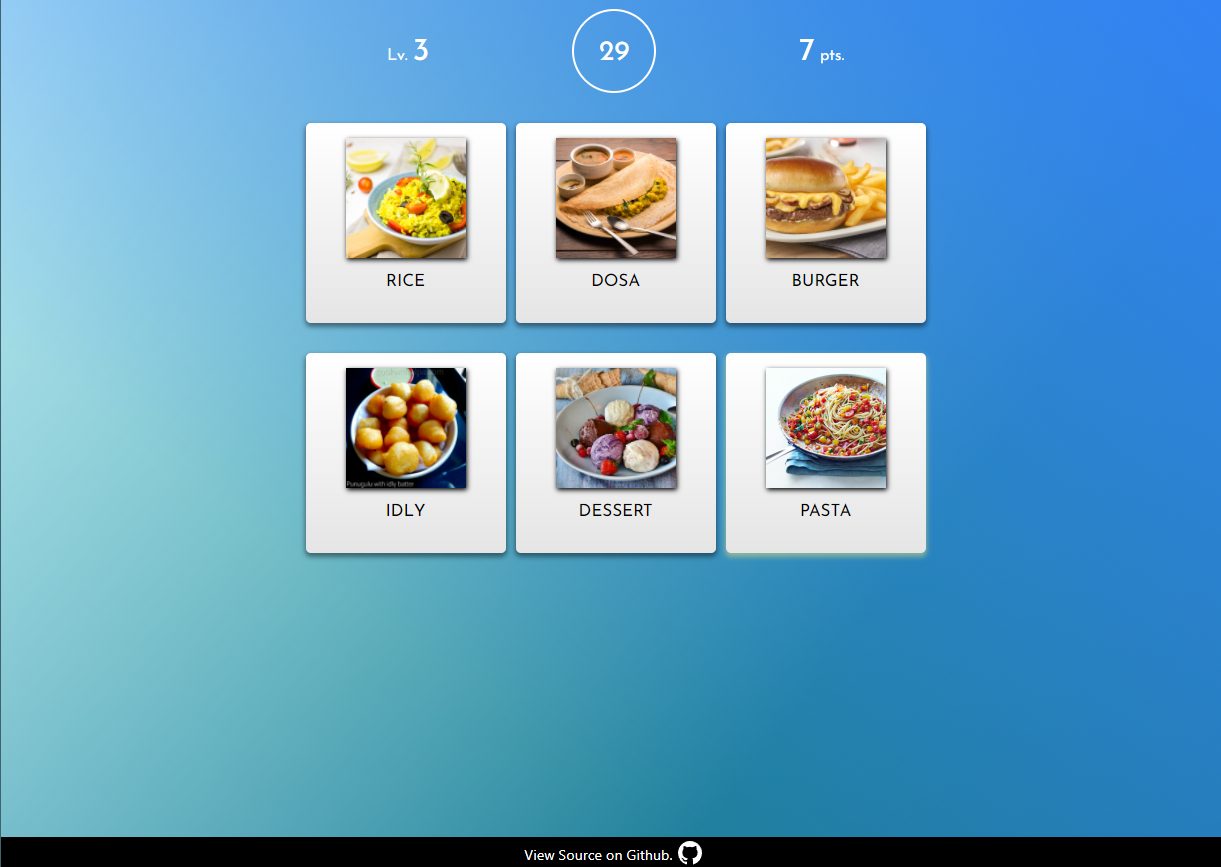 Lv. 3
29
7 pts.
RICE
DOSA
BURGER
Punugulu with idly batter
IDLY
DESSERT
PASTA
View Source on Github.